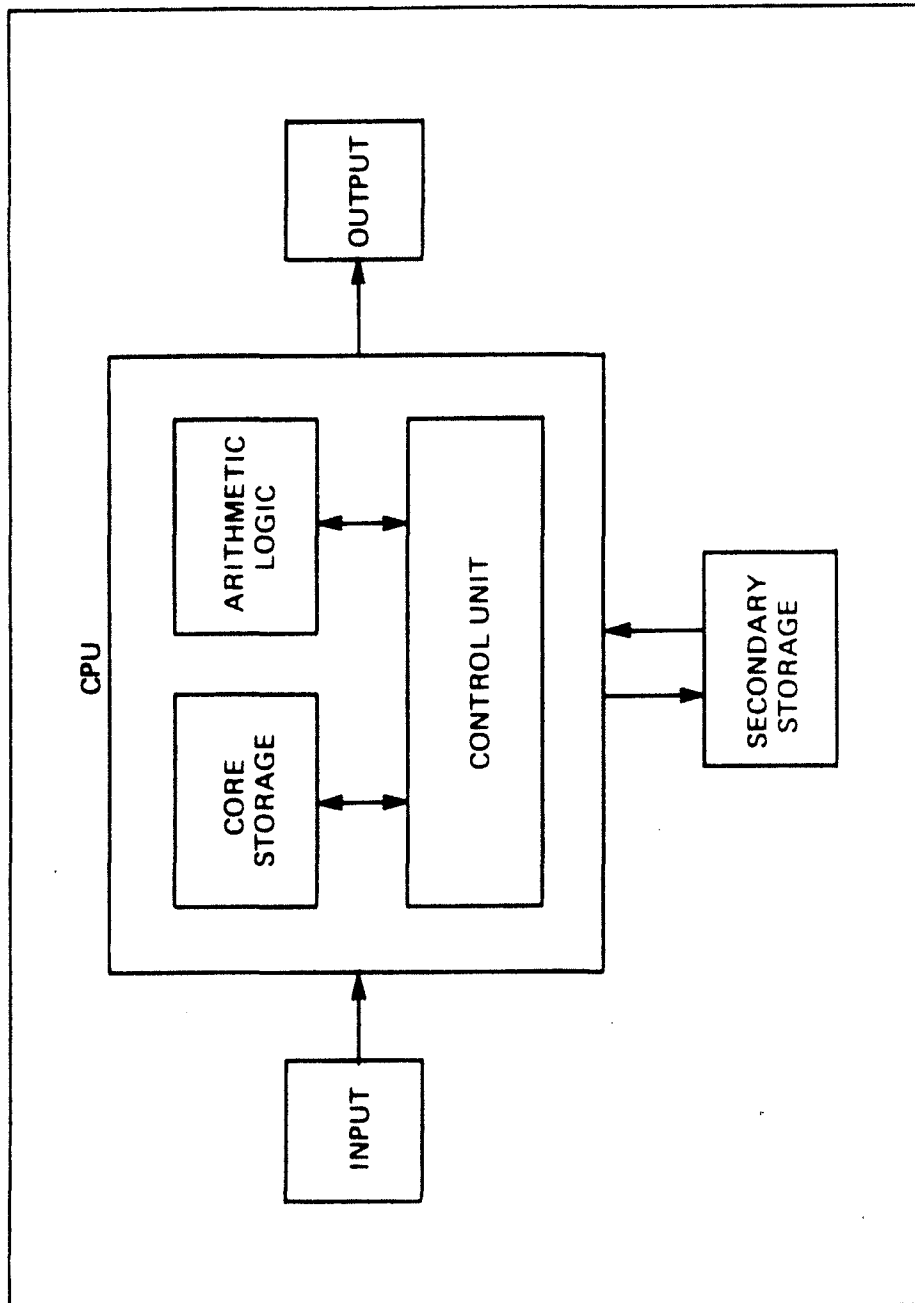 CPU
INPUT
CORE
STORAGE
ARITHMETIC
LOGIC
CONTROL UNIT
OUTPUT
SECONDARY
STORAGE